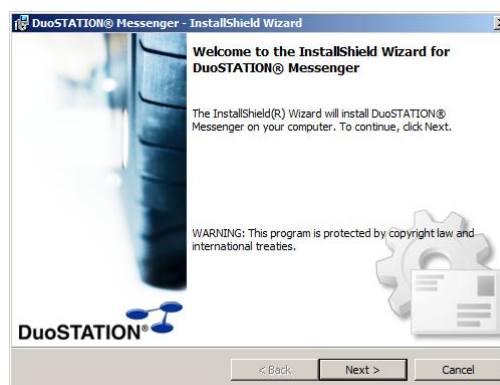 DuoSTATION® Messenger - InstallShield Wizard
Welcome to the InstallShield Wizard for
DuoSTATION® Messenger
The InstallShield(R) Wizard will install DuoSTATION®
Messenger on your computer. To continue, click Next.
WARNING: This program is protected by copyright law and
international treaties.
DuoSTATION®
< Back Next > Cancel